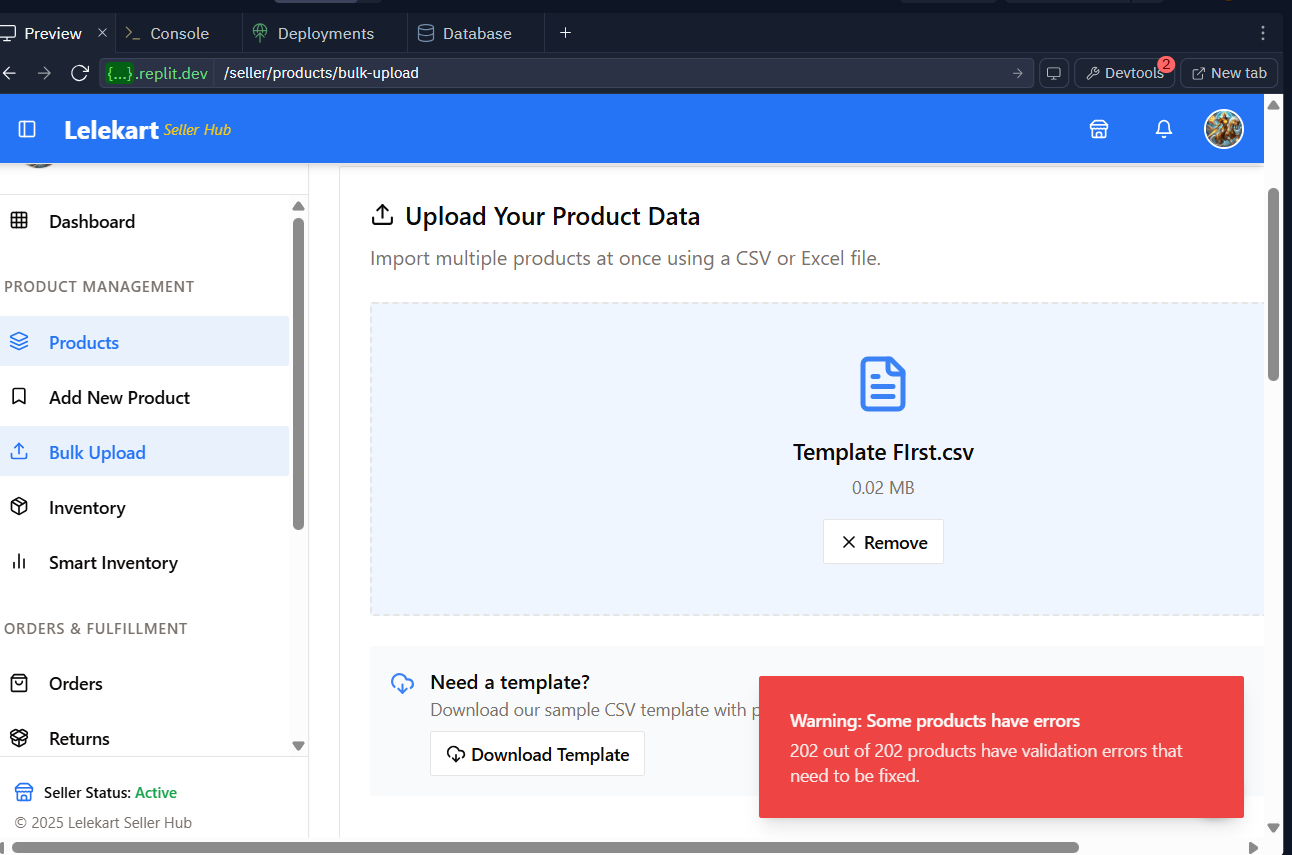 Preview
Console
Deployments
Database
{...}.replit.dev /seller/products/bulk-upload
Devtools 2
New tab
Lelekart Seller Hub
Dashboard
PRODUCT MANAGEMENT
Products
Add New Product
Bulk Upload
Inventory
Smart Inventory
ORDERS & FULFILLMENT
Orders
Returns
Seller Status: Active
© 2025 Lelekart Seller Hub
Upload Your Product Data
Import multiple products at once using a CSV or Excel file.
Template FIrst.csv
0.02 MB
Remove
Need a template?
Download our sample CSV template with
Download Template
Warning: Some products have errors
202 out of 202 products have validation errors that
need to be fixed.